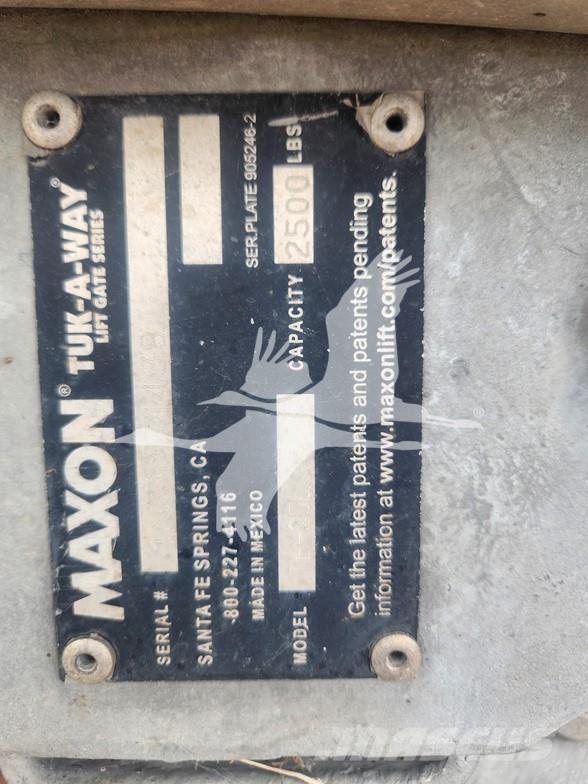 MAXON® TUK-A-WAY®
LIFT GATE SERIES
SERIAL #
SANTA FE SPRINGS, CA
800-227-4116
MADE IN MEXICO
SER.PLATE 905246-2
MODEL
CAPACITY 2500 LBS
Get the latest patents and patents pending
information at www.maxonlift.com/patents.